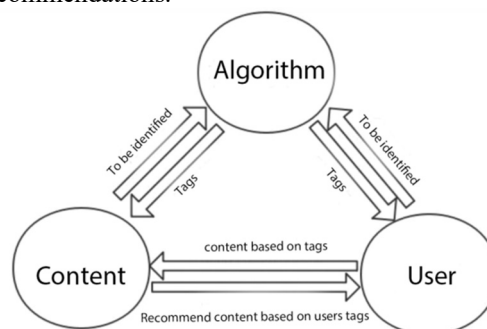 ecommendations.
Algorithm
To be identified
Tags
Tags
To be identified
content based on tags
Content
User
Recommend content based on users tags